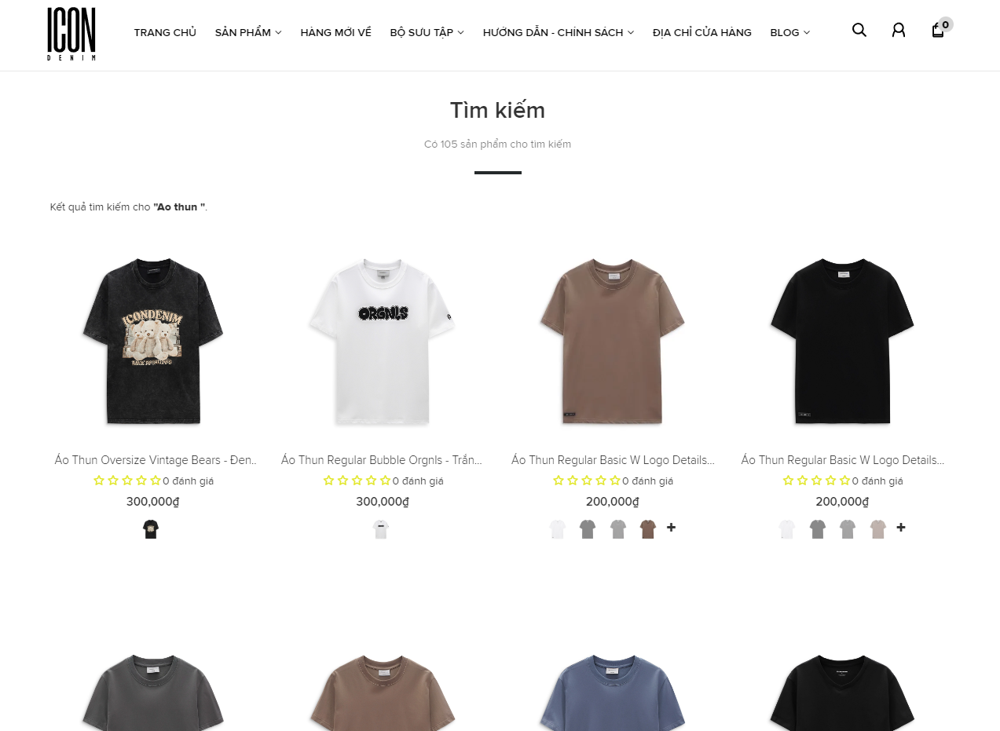 ICON
DENIM
TRANG CHỦ
SẢN PHẨM
HÀNG MỚI VỀ
BỘ SƯU TẬP
HƯỚNG DẪN - CHÍNH SÁCH
ĐỊA CHỈ CỬA HÀNG
BLOG
0
Tìm kiếm
Có 105 sản phẩm cho tìm kiếm
Kết quả tìm kiếm cho "Ao thun ".
ICONDENIM
ORGNLS
Áo Thun Oversize Vintage Bears - Đen..
Áo Thun Regular Bubble Orgnls - Trắn...
Áo Thun Regular Basic W Logo Details...
Áo Thun Regular Basic W Logo Details...
0 đánh giá
0 đánh giá
0 đánh giá
0 đánh giá
300,000₫
300,000₫
200,000₫
200,000₫
+
+